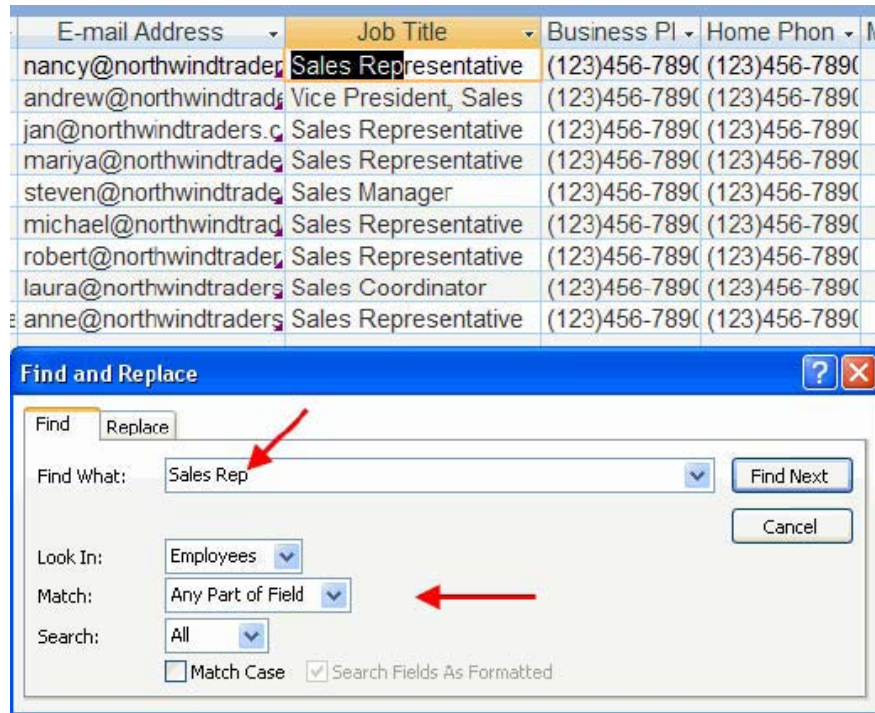 E-mail Address Job Title Business Pl Home Phon
nancy@northwindtrader Sales Representative (123)456-789( (123)456-789(
andrew@northwindtrade Vice President, Sales (123)456-789( (123)456-789(
jan@northwindtraders.c Sales Representative (123)456-789( (123)456-789(
mariya@northwindtrade Sales Representative (123)456-789( (123)456-789(
steven@northwindtrade Sales Manager (123)456-789( (123)456-789(
michael@northwindtrad Sales Representative (123)456-789( (123)456-789(
robert@northwindtrader Sales Representative (123)456-789( (123)456-789(
laura@northwindtraders Sales Coordinator (123)456-789( (123)456-789(
anne@northwindtraders Sales Representative (123)456-789( (123)456-789(
Find and Replace
Find Replace
Find What: Sales Rep Find Next
Cancel
Look In: Employees
Match: Any Part of Field
Search: All
Match Case Search Fields As Formatted